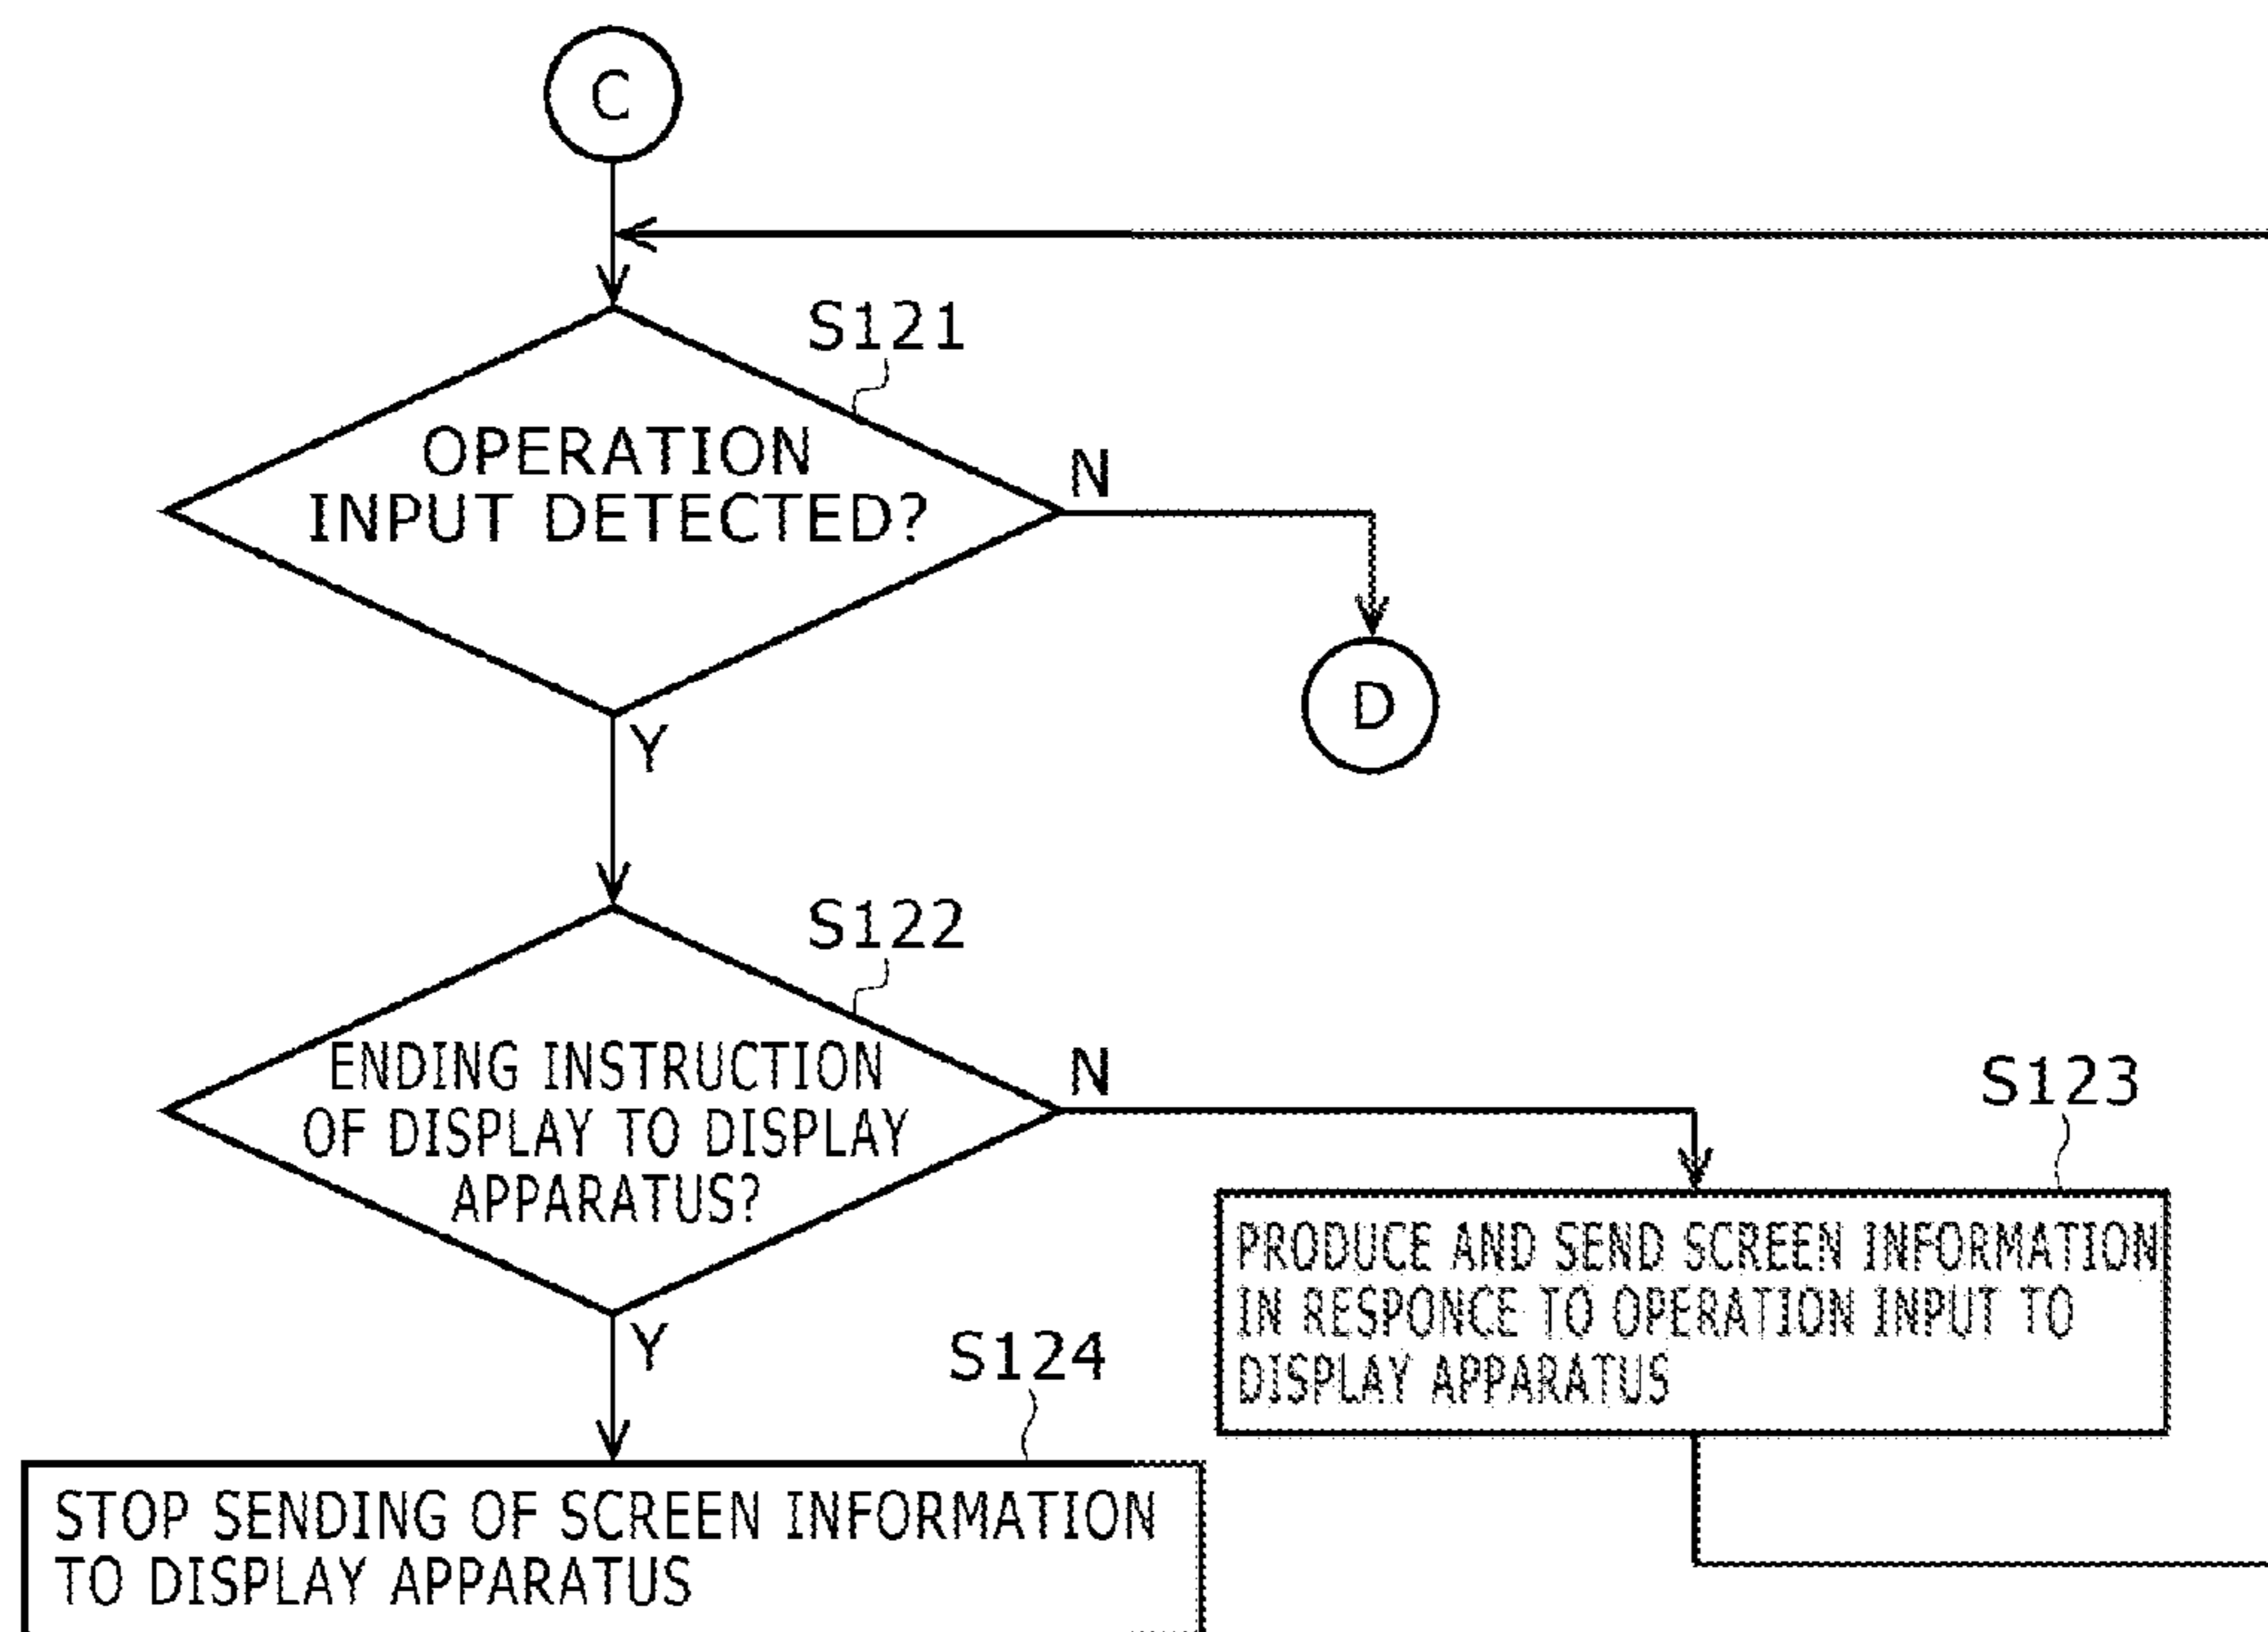 C
S121
OPERATION
INPUT DETECTED?
N
D
Y
S122
ENDING INSTRUCTION
OF DISPLAY TO DISPLAY
APPARATUS?
N
S123
PRODUCE AND SEND SCREEN INFORMATION
IN RESPONCE TO OPERATION INPUT TO
DISPLAY APPARATUS
Y
S124
STOP SENDING OF SCREEN INFORMATION
TO DISPLAY APPARATUS